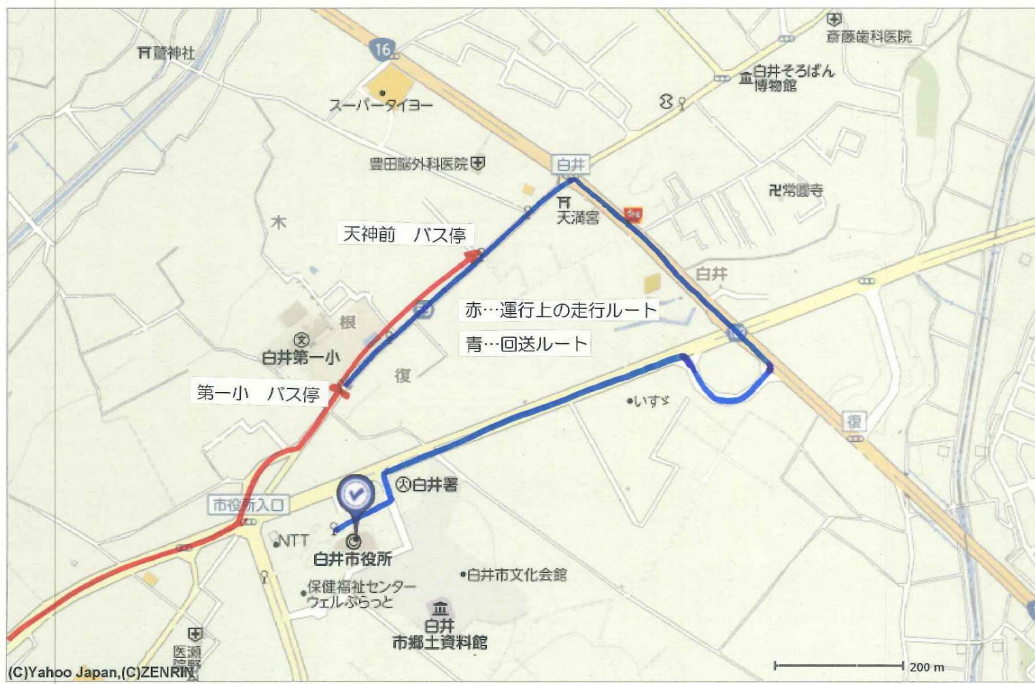 鷲神社
16
スーパータイヨー
斎藤歯科医院
白井そろばん
博物館
豊田脳外科医院
白井
天満宮
常圓寺
木
天神前 バス停
白井
赤…運行上の走行ルート
青…回送ルート
根
白井第一小
復
第一小 バス停
いすゞ
復
白井署
市役所入口
NTT
白井市役所
保健福祉センター
ウェルぷらっと
白井市文化会館
白井
市郷土資料館
(C)Yahoo Japan,(C)ZENRIN
200 m